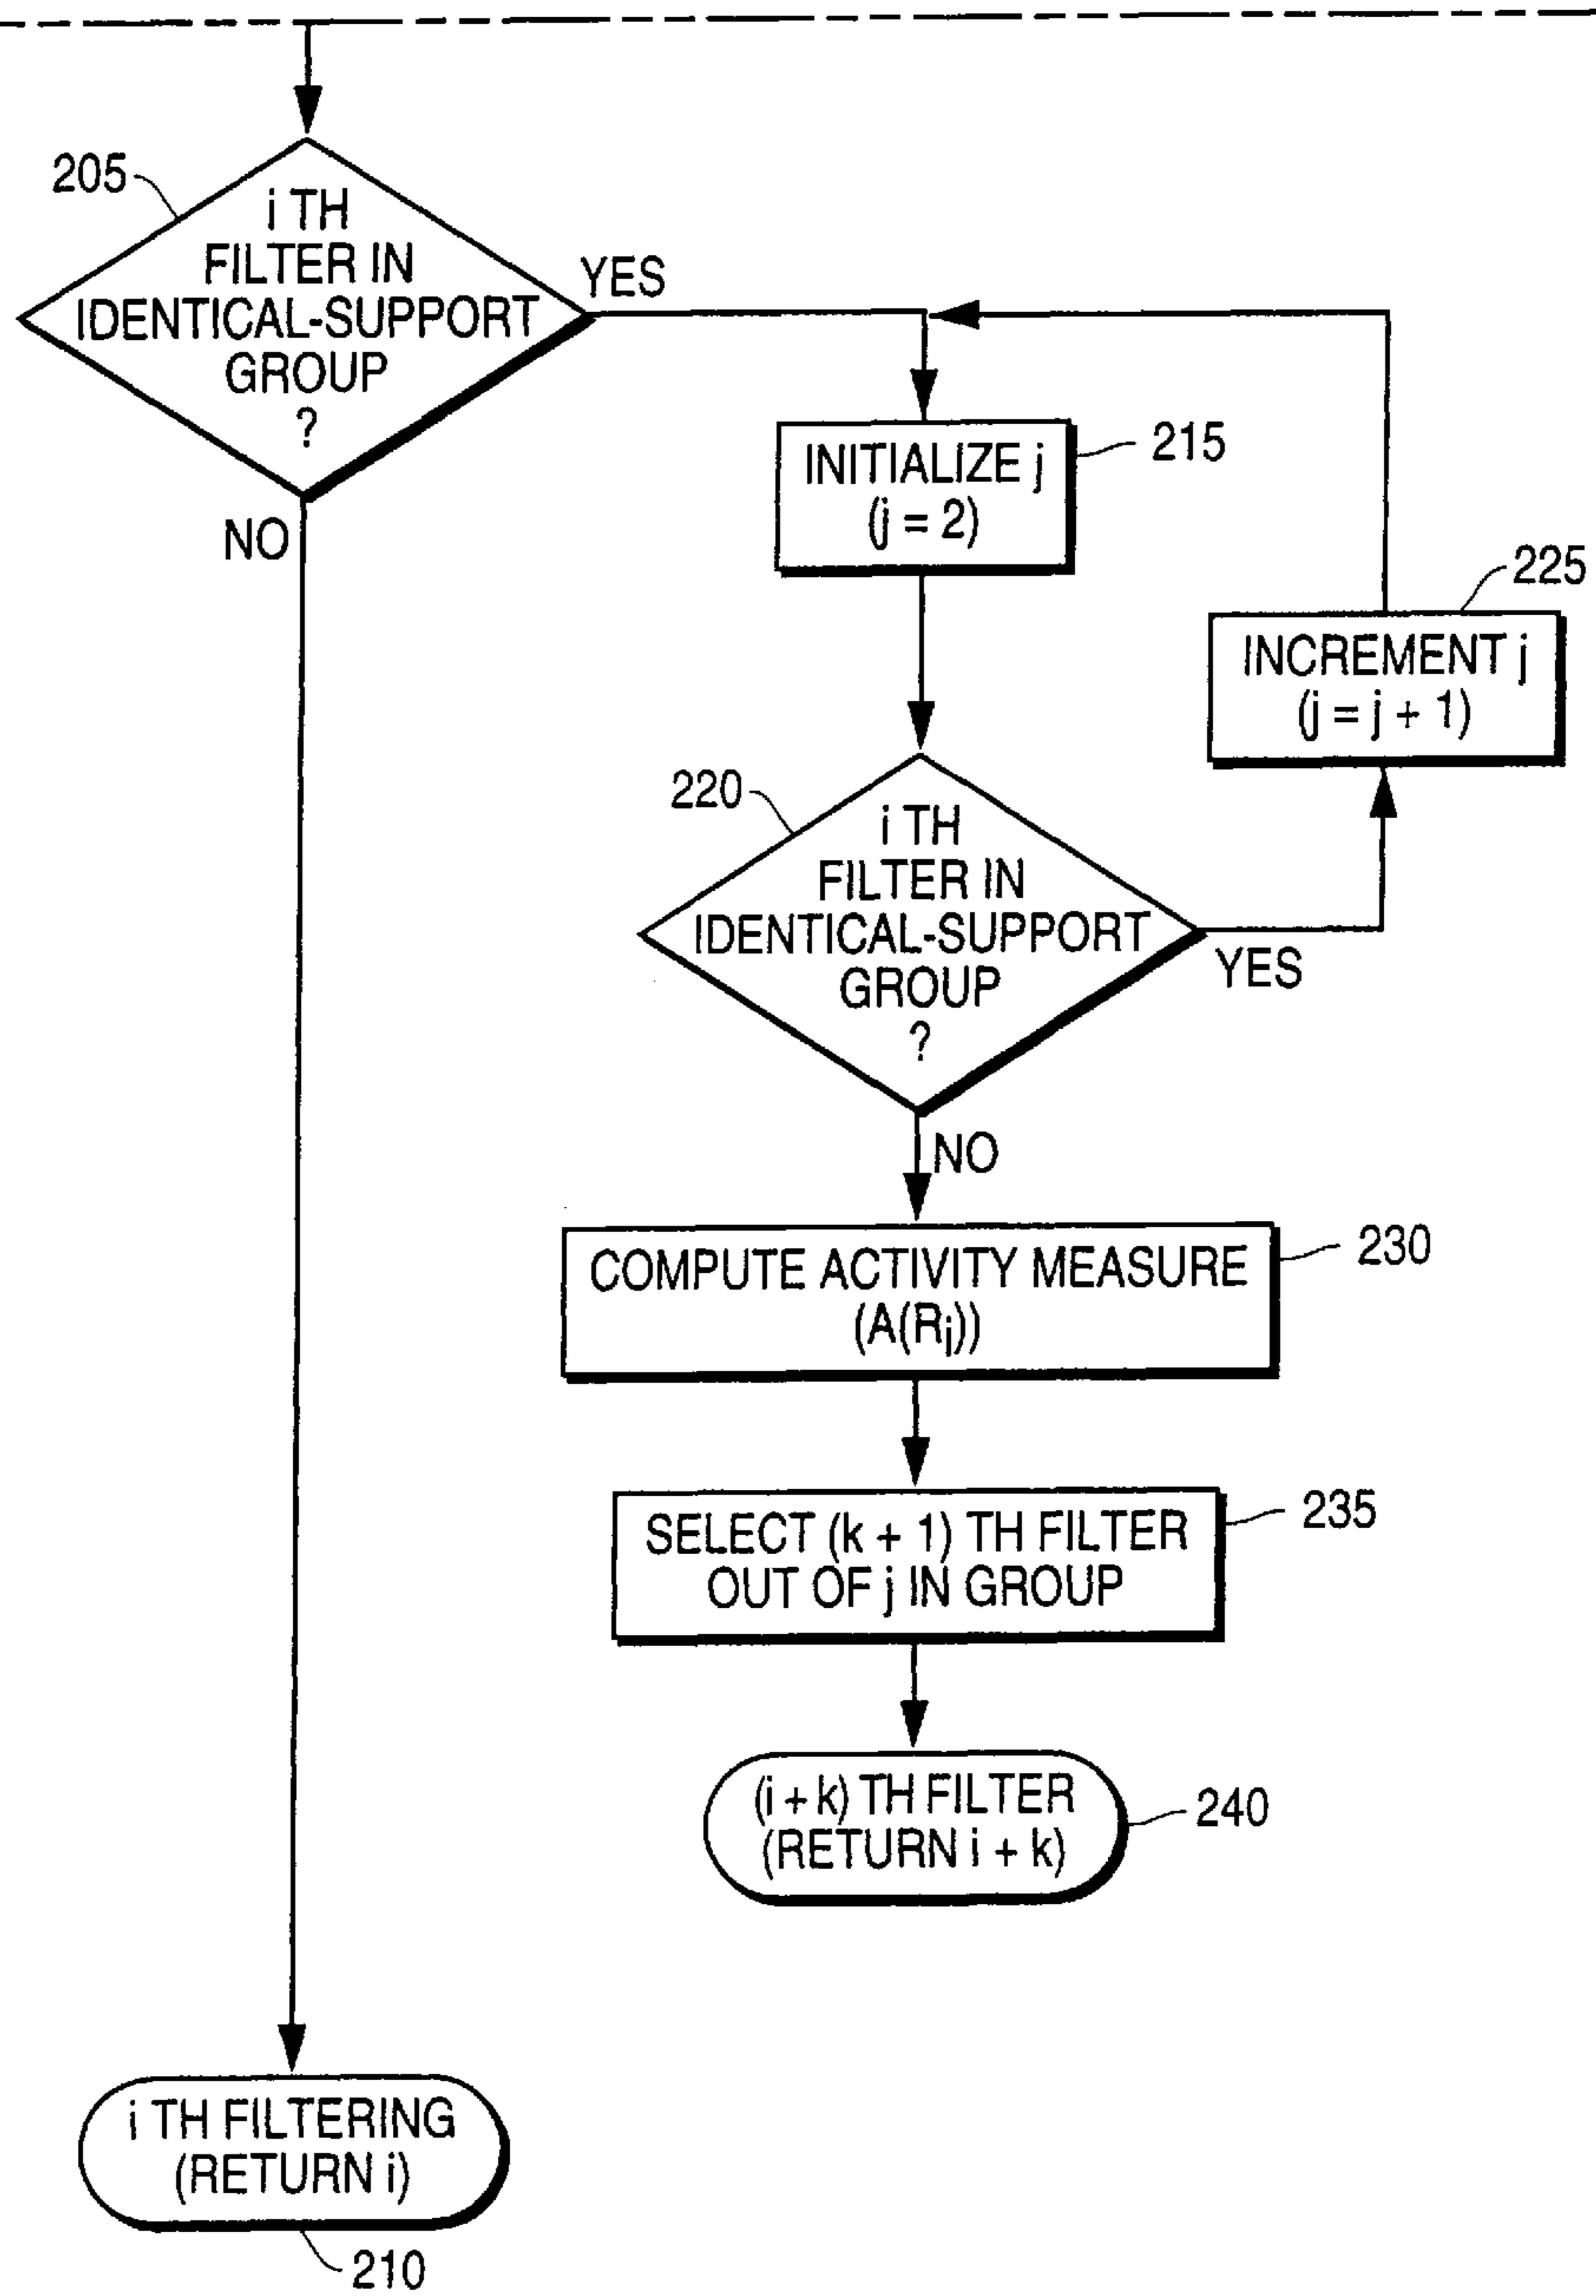 205
i TH
FILTER IN
IDENTICAL-SUPPORT
GROUP
?
YES
NO
INITIALIZE j
(j = 2)
215
225
INCREMENT j
(j = j + 1)
220
i TH
FILTER IN
IDENTICAL-SUPPORT
GROUP
?
YES
NO
COMPUTE ACTIVITY MEASURE
(A(Ri))
230
SELECT (k + 1) TH FILTER
OUT OF j IN GROUP
235
(i + k) TH FILTER
(RETURN i + k)
240
i TH FILTERING
(RETURN i)
210